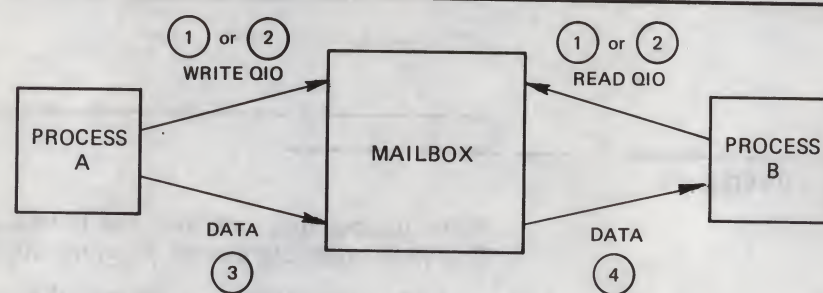 1 or 2
WRITE QIO
1 or 2
READ QIO
PROCESS
A
MAILBOX
PROCESS
B
DATA
3
DATA
4